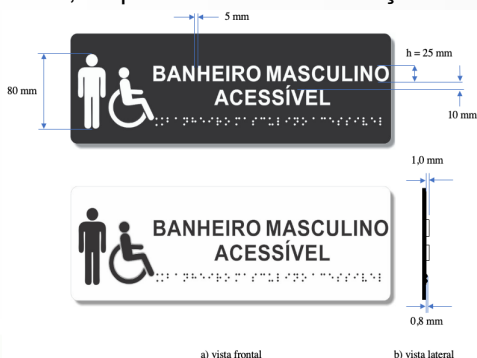 5 mm
h = 25 mm
80 mm
10 mm
BANHEIRO MASCULINO
ACESSÍVEL
1,0 mm
BANHEIRO MASCULINO
ACESSÍVEL
0,8 mm
a) vista frontal
b) vista lateral